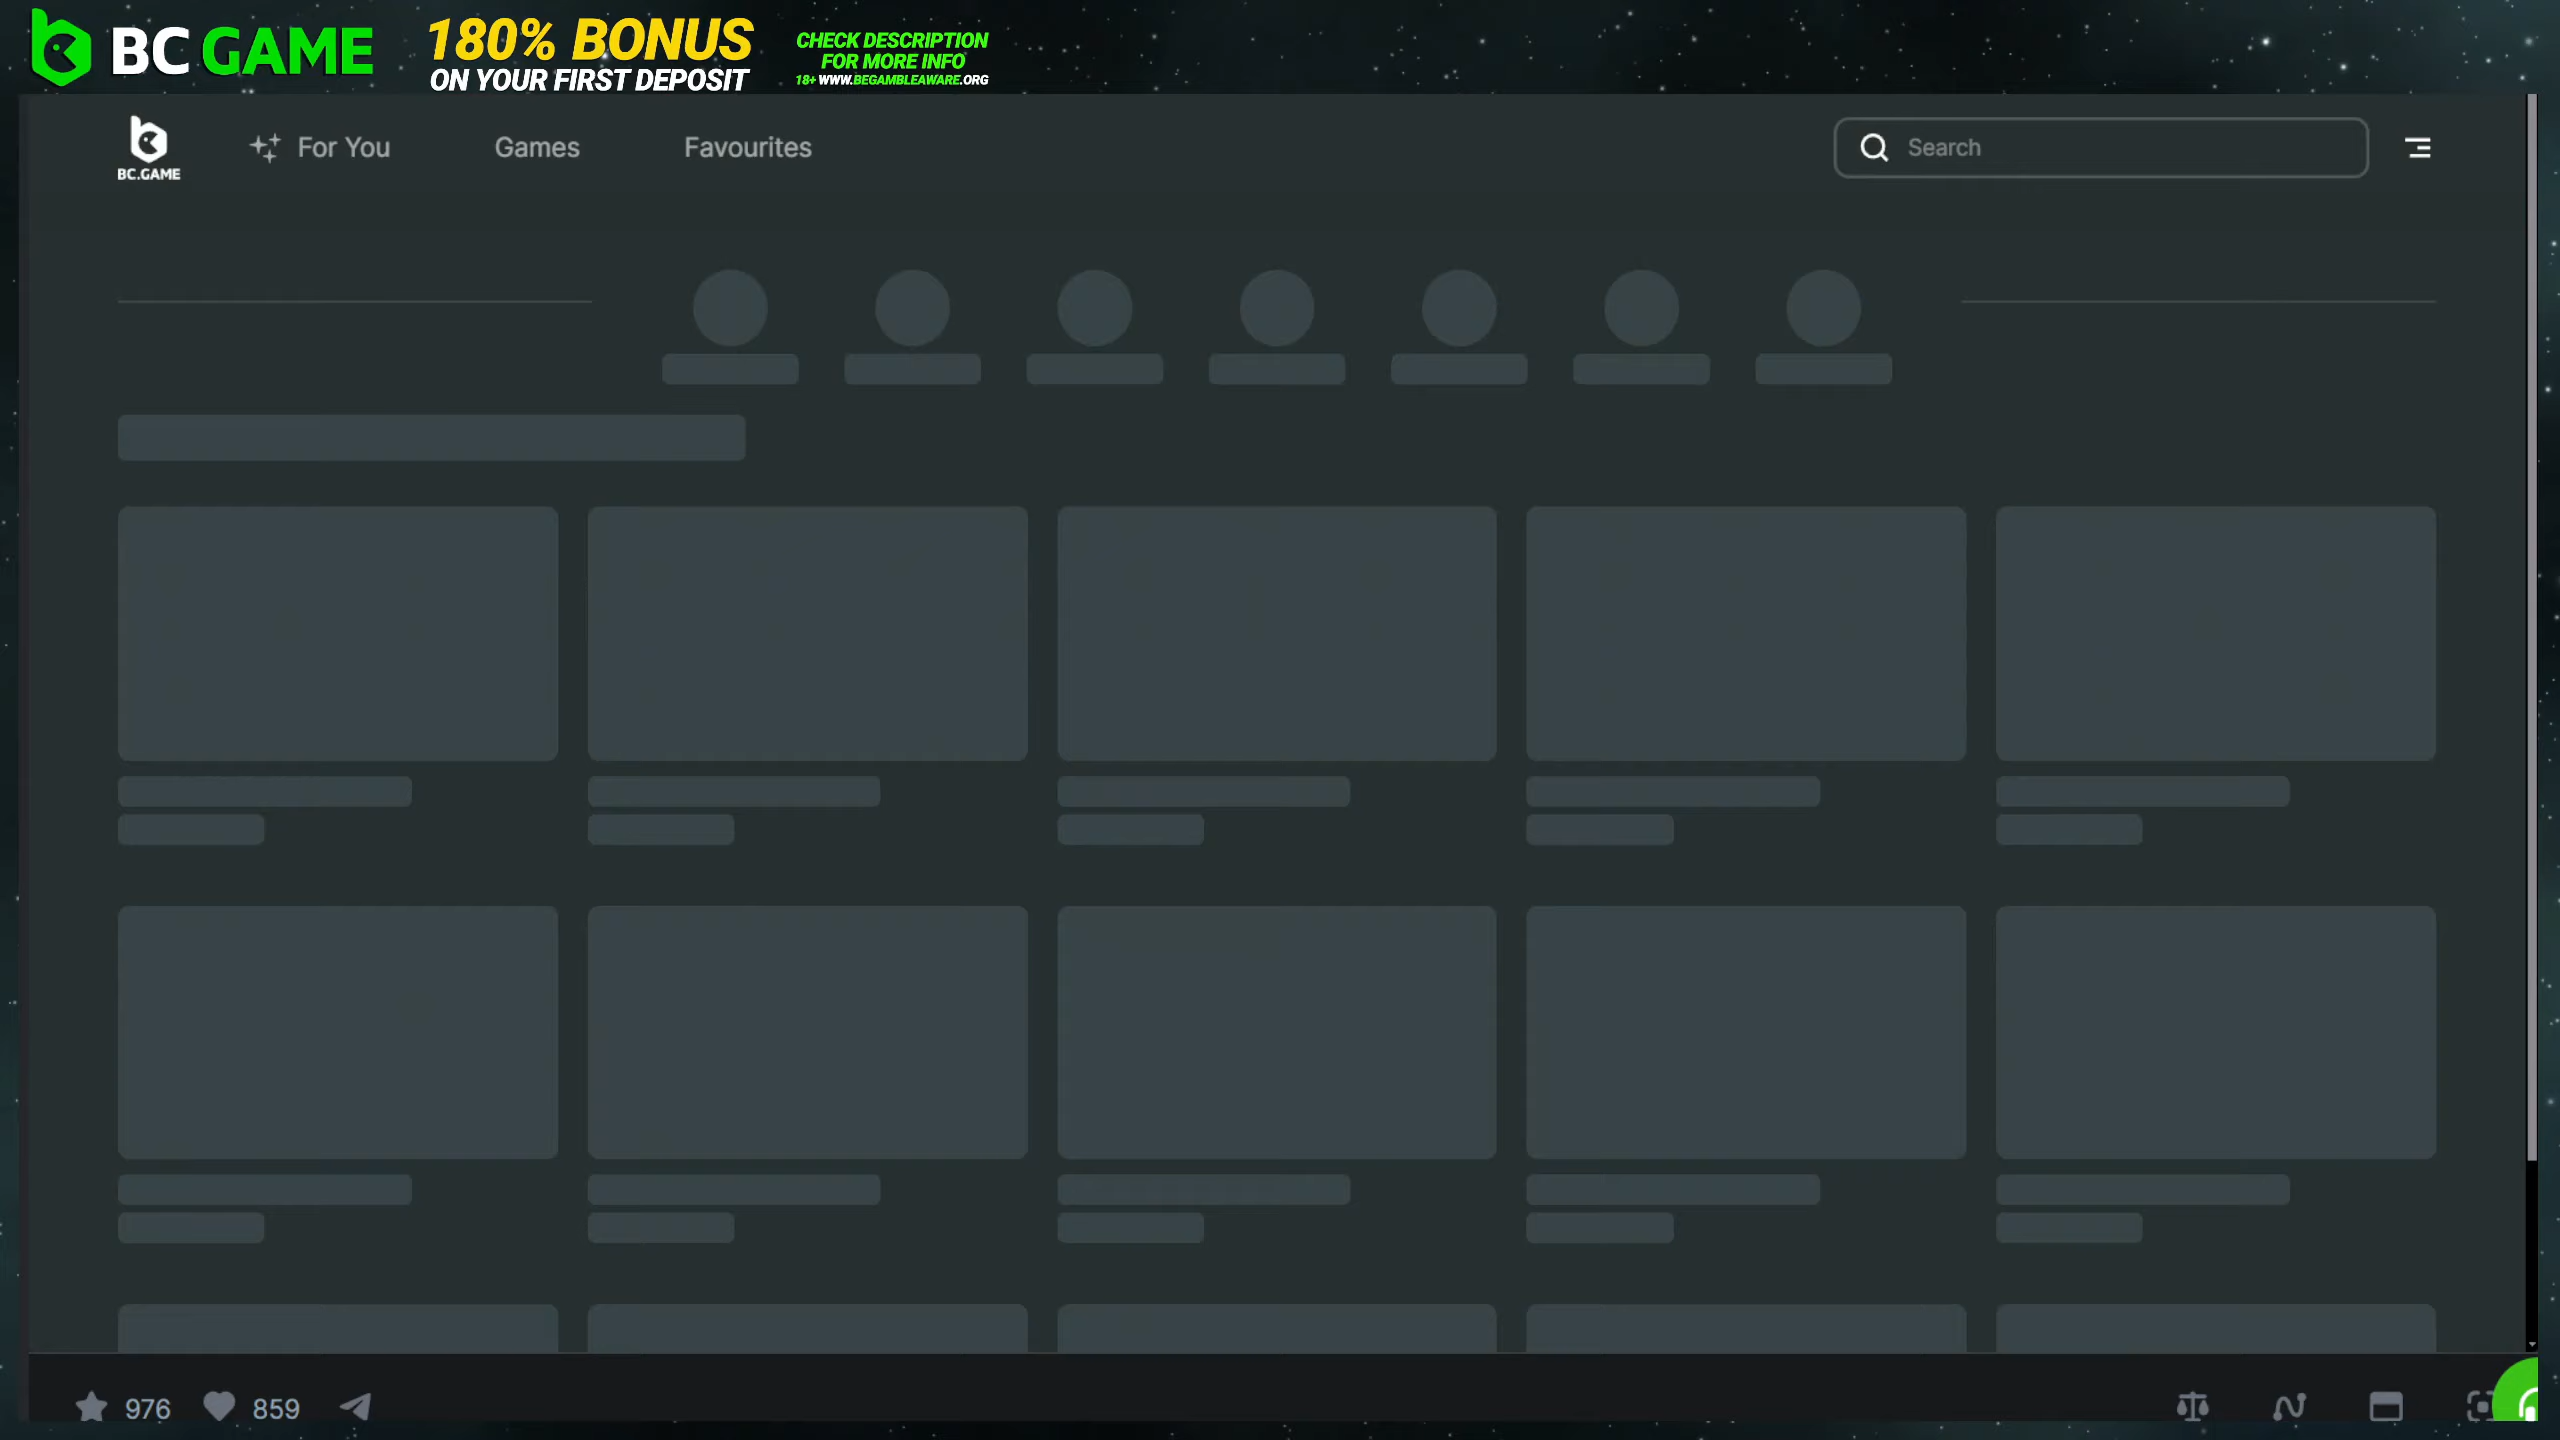 BC GAME
180% BONUS
ON YOUR FIRST DEPOSIT
CHECK DESCRIPTION
FOR MORE INFO
18+ WWW.BEGAMBLEAWARE.ORG
BC.GAME
For You
Games
Favourites
Search
976
859